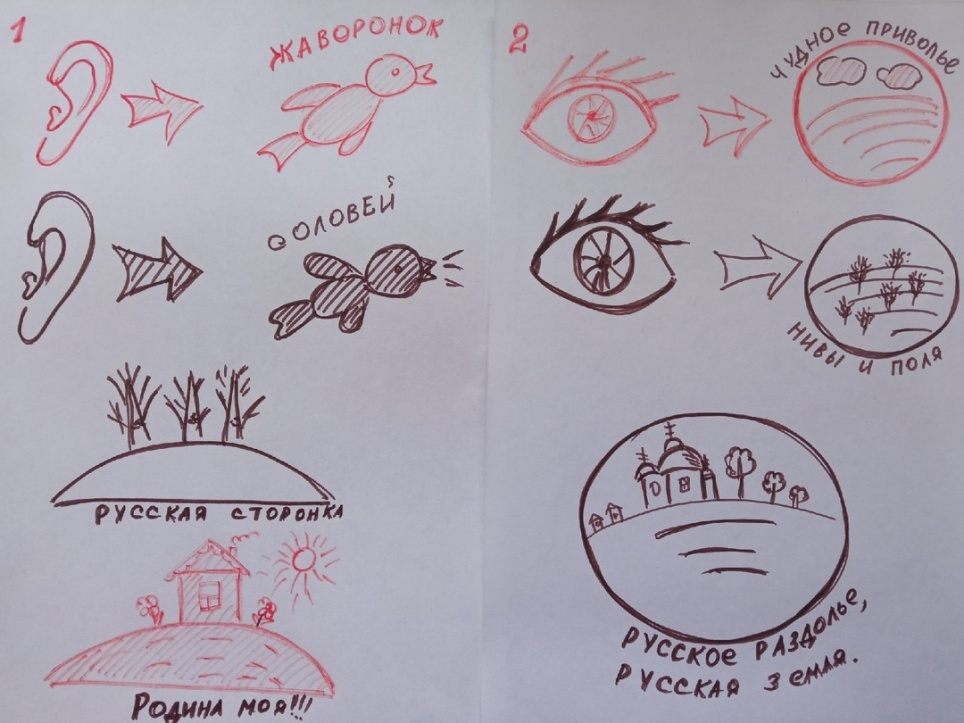 1
ЖАВОРОНОК
СОЛОВЕЙ
РУССКАЯ СТОРОНКА
РОДИНА МОЯ!!!
2
ЧУДНОЕ ПРИВОЛЬЕ
НИВЫ И ПОЛЯ
РУССКОЕ РАЗДОЛЬЕ,
РУССКАЯ ЗЕМЛЯ.